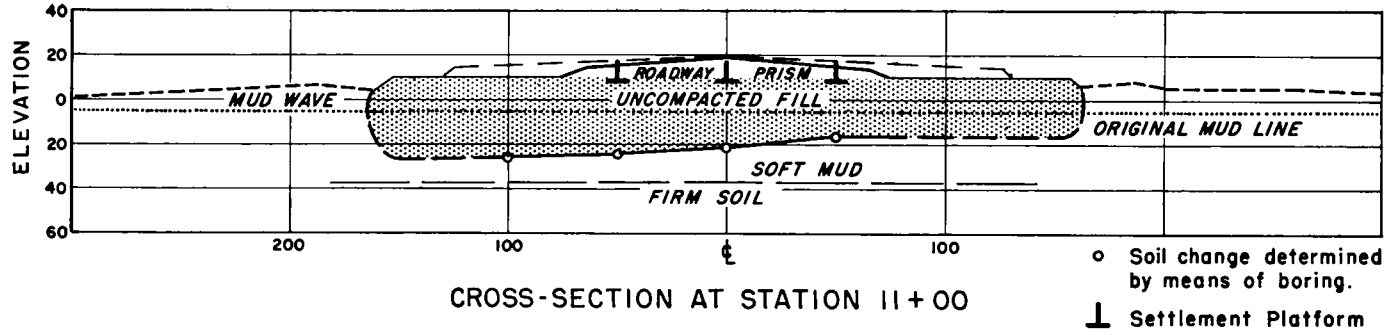 ELEVATION
40
20
0
20
40
60
ROADWAY PRISM
MUD WAVE
UNCOMPACTED FILL
ORIGINAL MUD LINE
SOFT MUD
FIRM SOIL
200
100
℄
100
Soil change determined
by means of boring.
Settlement Platform
CROSS-SECTION AT STATION 11+00